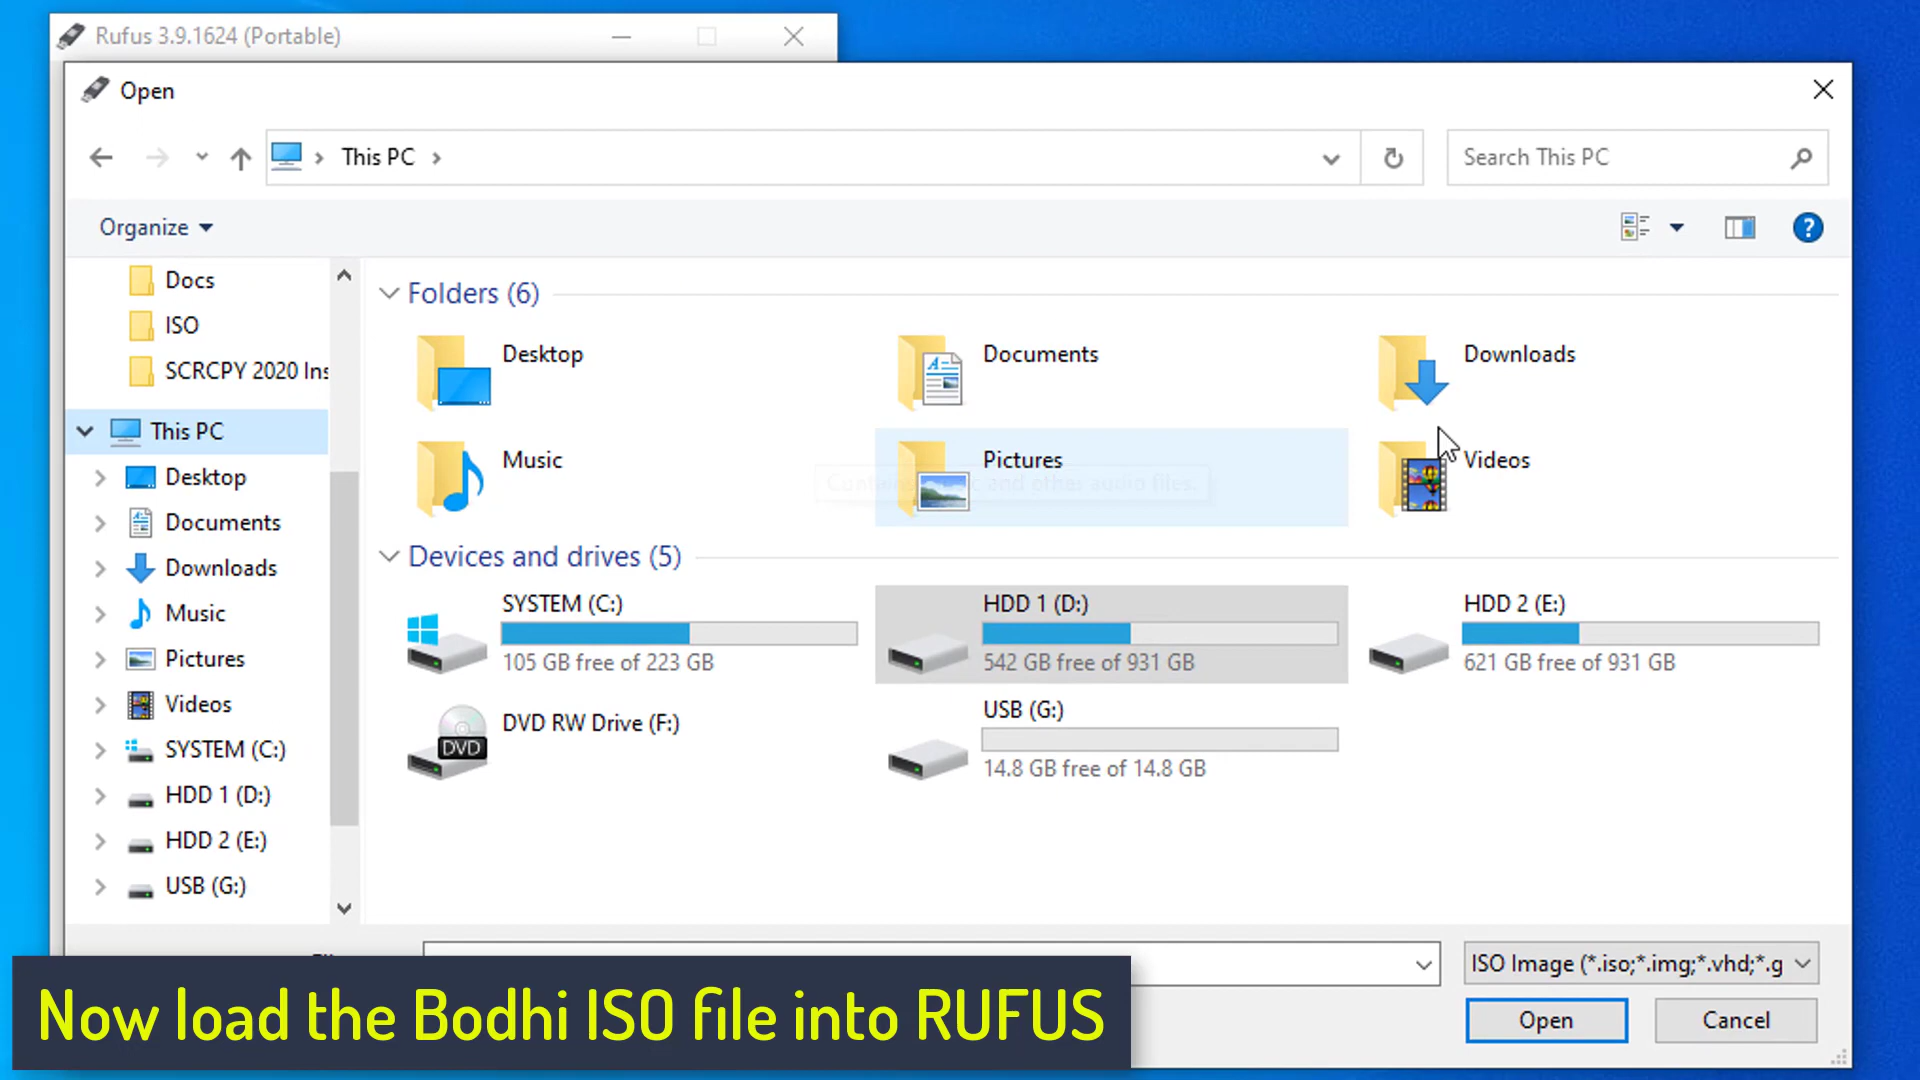 Rufus 3.9.1624 (Portable)
Open
This PC
Search This PC
Organize
?
Docs
ISO
SCRCPY 2020 Ins
This PC
Desktop
Documents
Downloads
Music
Pictures
Videos
SYSTEM (C:)
HDD 1 (D:)
HDD 2 (E:)
USB (G:)
Folders (6)
Desktop
Documents
Downloads
Music
Pictures
Videos
and other audio files.
Devices and drives (5)
SYSTEM (C:)
105 GB free of 223 GB
HDD 1 (D:)
542 GB free of 931 GB
HDD 2 (E:)
621 GB free of 931 GB
DVD RW Drive (F:)
DVD
USB (G:)
14.8 GB free of 14.8 GB
ISO Image (*.iso;*.img;*.vhd;*.g
Open
Cancel
Now load the Bodhi ISO file into RUFUS